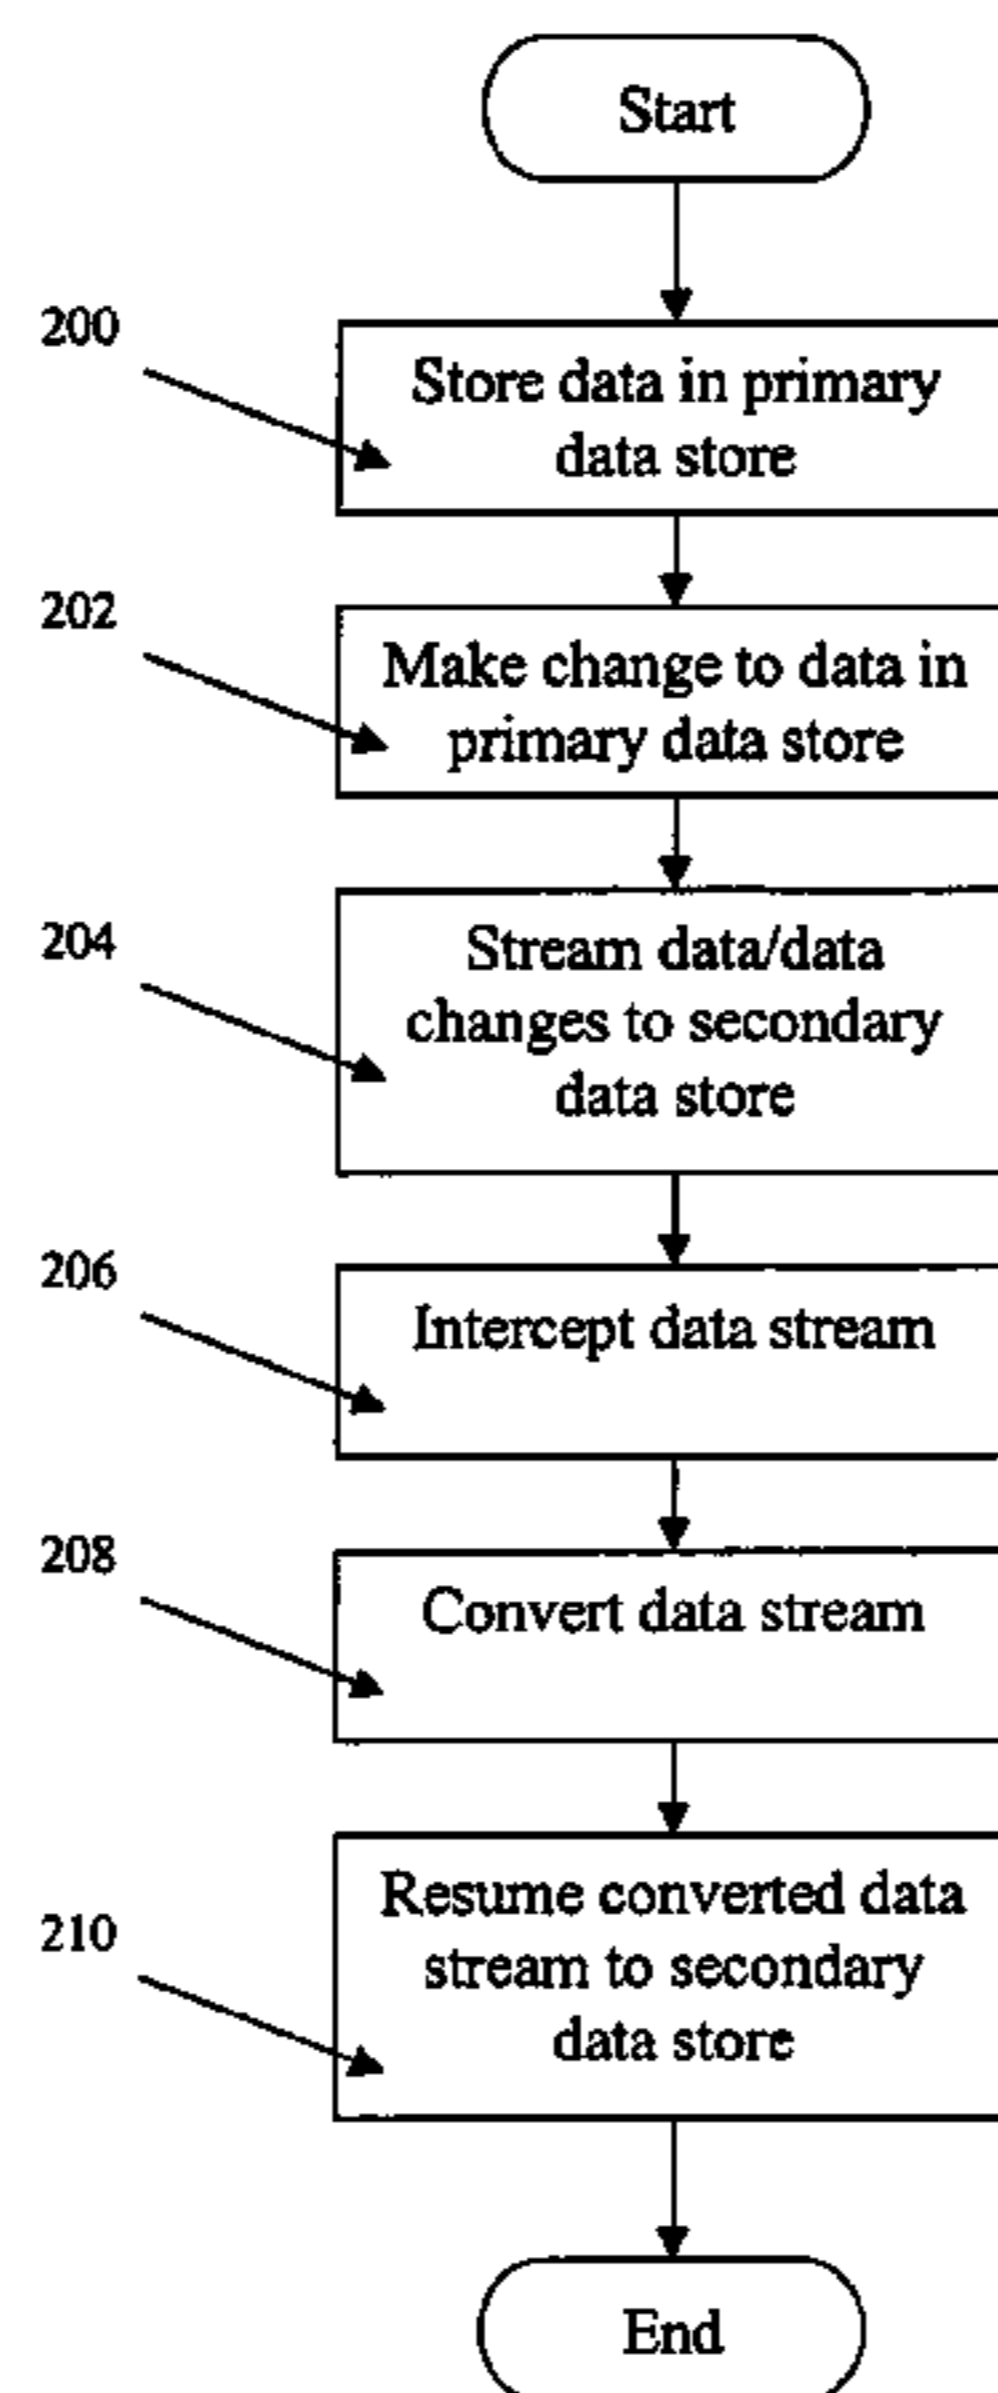 Start
200
Store data in primary
data store
202
Make change to data in
primary data store
204
Stream data/data
changes to secondary
data store
206
Intercept data stream
208
Convert data stream
210
Resume converted data
stream to secondary
data store
End